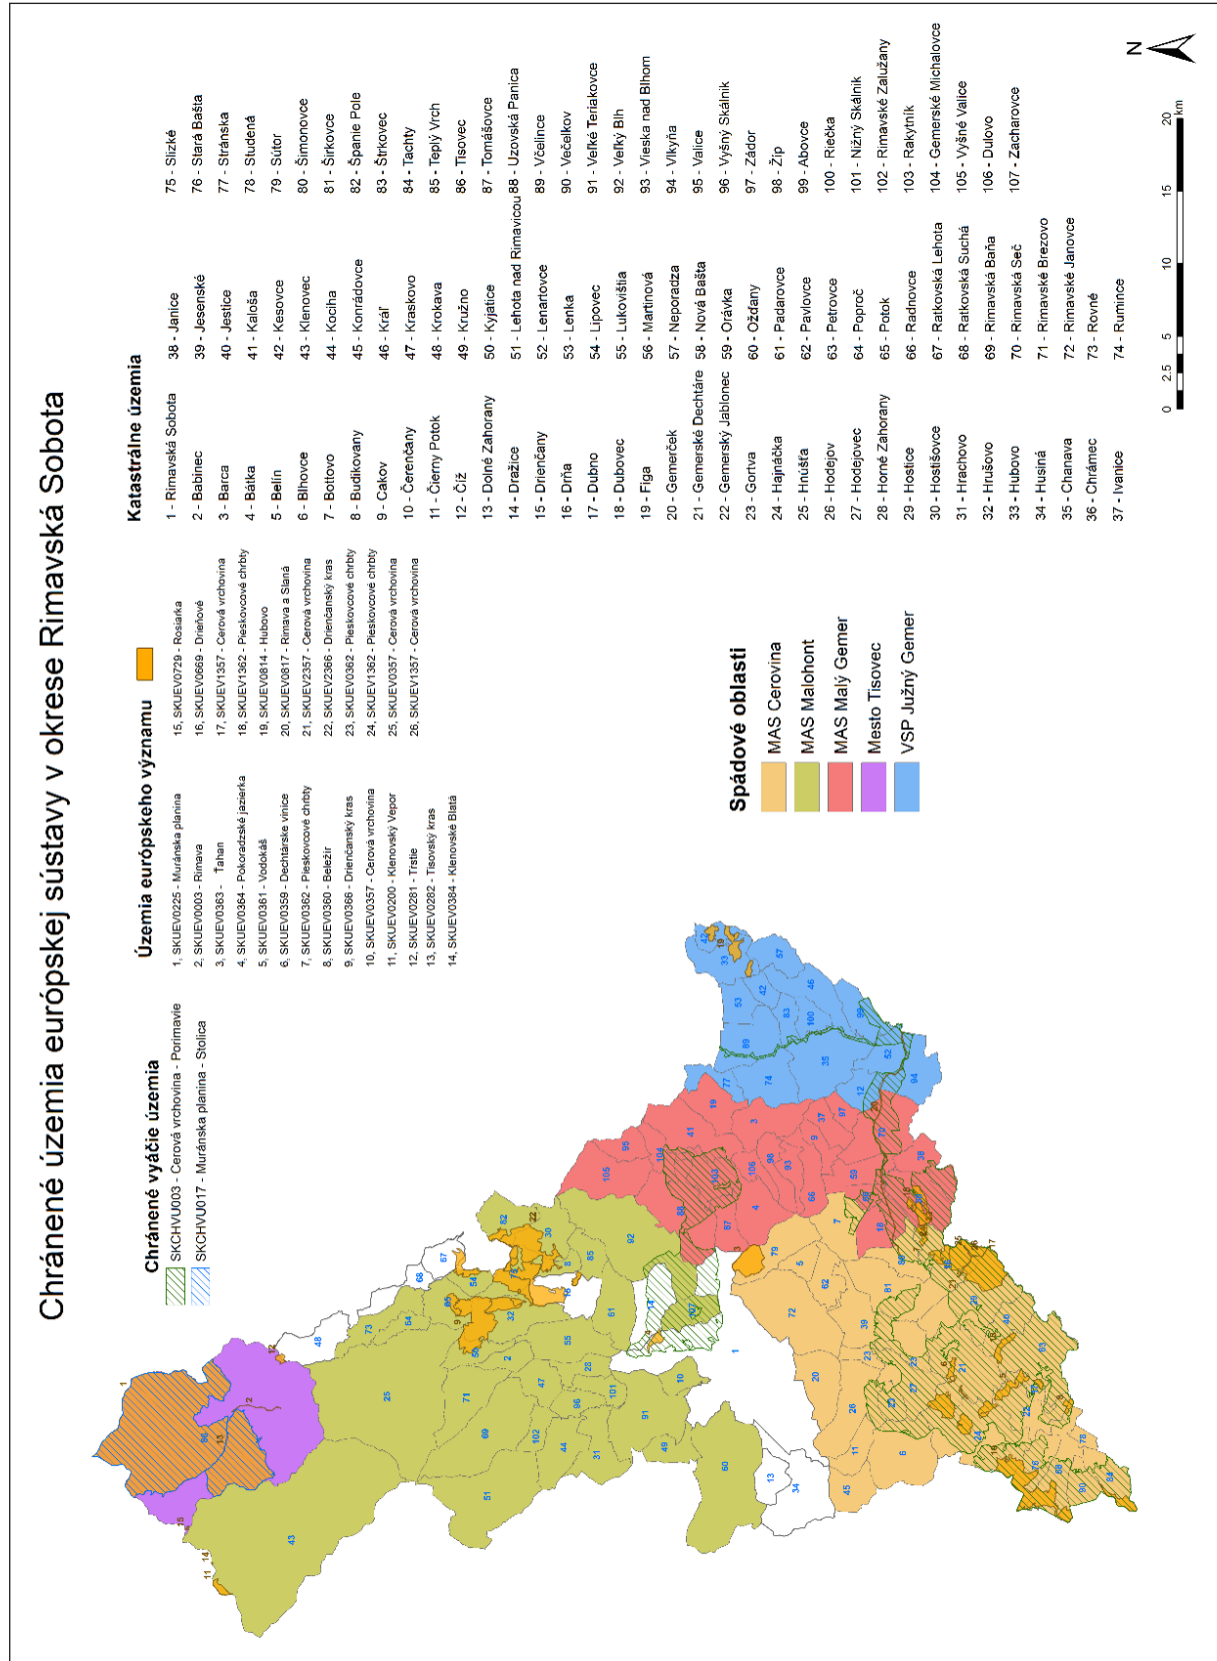 Chránené územia európskej sústavy v okrese Rimavská Sobota
Chránené vyáčie územia
SKCHVU003 - Cerová vrchovina - Porimavie
SKCHVU017 - Muránska planina - Stolica
Územia európskeho významu
1, SKUEV0225 - Muránska planina
2, SKUEV0003 - Rimava
3, SKUEV0363 - Ťahan
4, SKUEV0364 - Pokoradzské jazierka
5, SKUEV0361 - Vodokáš
6, SKUEV0359 - Dechtárske vinice
7, SKUEV0362 - Pieskovcové chrbty
8, SKUEV0360 - Beležír
9, SKUEV0366 - Drienčanský kras
10, SKUEV0357 - Cerová vrchovina
11, SKUEV0200 - Klenovský Vepor
12, SKUEV0281 - Tŕstie
13, SKUEV0282 - Tisovský kras
14, SKUEV0384 - Klenovské Blatá
15, SKUEV0729 - Rosiarka
16, SKUEV0669 - Drieňové
17, SKUEV1357 - Cerová vrchovina
18, SKUEV1362 - Pieskovcové chrbty
19, SKUEV0814 - Hubovo
20, SKUEV0817 - Rimava a Slaná
21, SKUEV2357 - Cerová vrchovina
22, SKUEV2366 - Drienčanský kras
23, SKUEV0362 - Pieskovcové chrbty
24, SKUEV1362 - Pieskovcové chrbty
25, SKUEV0357 - Cerová vrchovina
26, SKUEV1357 - Cerová vrchovina
Katastrálne územia
1 - Rimavská Sobota
2 - Babinec
3 - Barca
4 - Bátka
5 - Belín
6 - Blhovce
7 - Bottovo
8 - Budikovany
9 - Cakov
10 - Čerenčany
11 - Čierny Potok
12 - Číž
13 - Dolné Zahorany
14 - Dražice
15 - Drienčany
16 - Drňa
17 - Dubno
18 - Dubovec
19 - Figa
20 - Gemerček
21 - Gemerské Dechtáre
22 - Gemerský Jablonec
23 - Gortva
24 - Hajnáčka
25 - Hnúšťa
26 - Hodejov
27 - Hodejovec
28 - Horné Zahorany
29 - Hostice
30 - Hostišovce
31 - Hrachovo
32 - Hrušovo
33 - Hubovo
34 - Husiná
35 - Chanava
36 - Chrámec
37 - Ivanice
38 - Janice
39 - Jesenské
40 - Jestice
41 - Kaloša
42 - Kesovce
43 - Klenovec
44 - Kociha
45 - Konrádovce
46 - Kráľ
47 - Kraskovo
48 - Krokava
49 - Kružno
50 - Kyjatice
51 - Lehota nad Rimavicou
52 - Lenartovce
53 - Lenka
54 - Lipovec
55 - Lukovištia
56 - Martinová
57 - Neporadza
58 - Nová Bašta
59 - Orávka
60 - Ožďany
61 - Padarovce
62 - Pavlovce
63 - Petrovce
64 - Poproč
65 - Potok
66 - Radnovce
67 - Ratkovská Lehota
68 - Ratkovská Suchá
69 - Rimavská Baňa
70 - Rimavská Seč
71 - Rimavské Brezovo
72 - Rimavské Janovce
73 - Rovné
74 - Rumince
75 - Slizké
76 - Stará Bašta
77 - Stránska
78 - Studená
79 - Sútor
80 - Šimonovce
81 - Širkovce
82 - Španie Pole
83 - Štrkovec
84 - Tachty
85 - Teplý Vrch
86 - Tisovec
87 - Tomášovce
88 - Uzovská Panica
89 - Včelince
90 - Večelkov
91 - Veľké Teriakovce
92 - Veľký Blh
93 - Vieska nad Blhom
94 - Vlkyňa
95 - Valice
96 - Vyšný Skálnik
97 - Zádor
98 - Žíp
99 - Abovce
100 - Riečka
101 - Nižný Skálnik
102 - Rimavské Zalužany
103 - Rakytník
104 - Gemerské Michalovce
105 - Vyšné Valice
106 - Dulovo
107 - Zacharovce
Spádové oblasti
MAS Cerovina
MAS Malohont
MAS Malý Gemer
Mesto Tisovec
VSP Južný Gemer
0 2.5 5 10 15 20
km
N